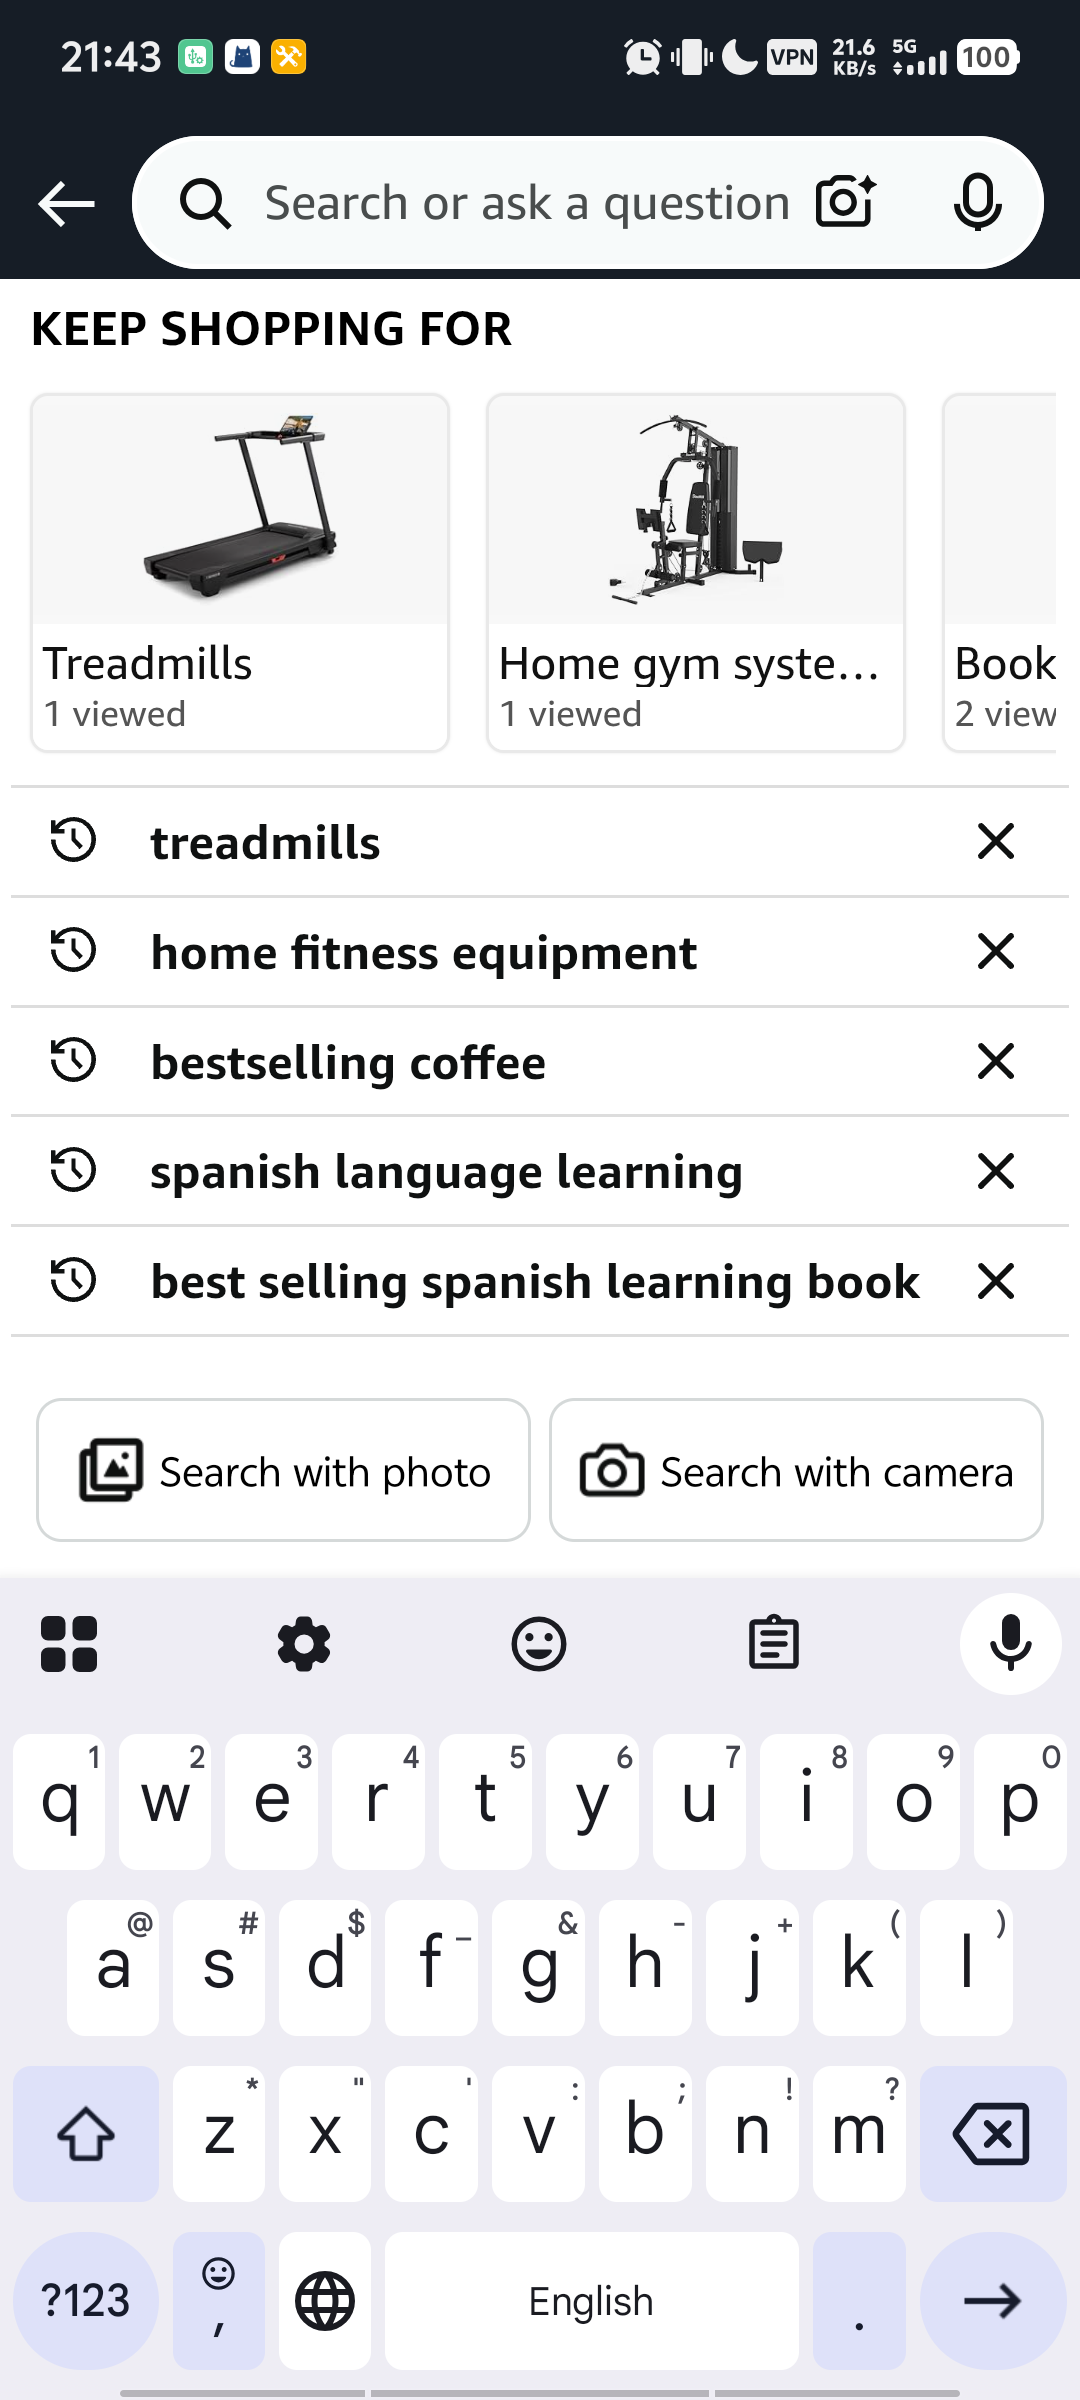 21:43
VPN
21.6
KB/s
5G
100
Search or ask a question
KEEP SHOPPING FOR
Treadmills
1 viewed
Home gym syste...
1 viewed
Book
2 view
treadmills
home fitness equipment
bestselling coffee
spanish language learning
best selling spanish learning book
Search with photo
Search with camera
q 1 w 2 e 3 r 4 t 5 y 6 u 7 i 8 o 9 p 0
a @ s # d $ f _ g & h - j + k ( l )
z * x " c ' v : b ; n ! m ?
?123 , English .